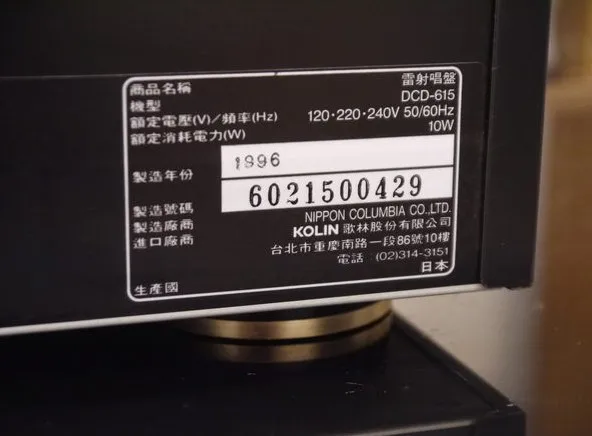 商品名稱 雷射唱盤
機型 DCD-615
額定電壓(V)/頻率(Hz) 120·220·240V 50/60Hz
額定消耗電力(W) 10W
製造年份 1996
製造號碼 6021500429
製造廠商 NIPPON COLUMBIA CO.,LTD.
進口廠商 KOLIN 歌林股份有限公司
台北市重慶南路一段86號10樓
電話:(02)314-3151
生產國 日本